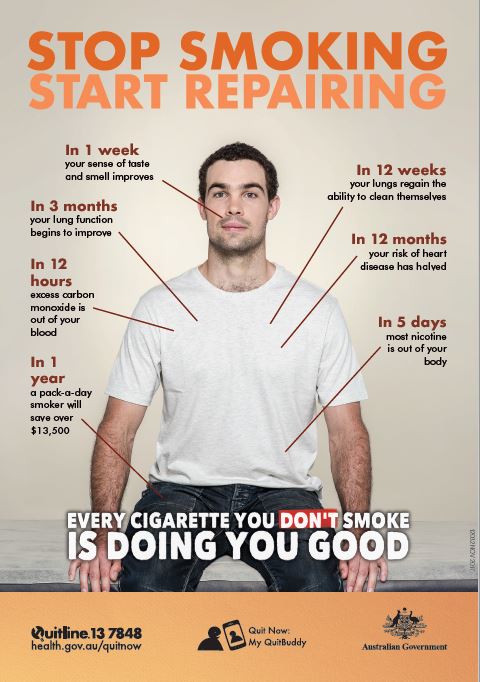 STOP SMOKING
START REPAIRING
In 1 week
your sense of taste
and smell improves
In 12 weeks
your lungs regain the
ability to clean themselves
In 3 months
your lung function
begins to improve
In 12 months
your risk of heart
disease has halved
In 12
hours
excess carbon
monoxide is
out of your
blood
In 5 days
most nicotine
is out of your
body
In 1
year
a pack-a-day
smoker will
save over
$13,500
EVERY CIGARETTE YOU DON'T SMOKE
IS DOING YOU GOOD
Quitline 13 7848
health.gov.au/quitnow
Quit Now:
My QuitBuddy
Australian Government